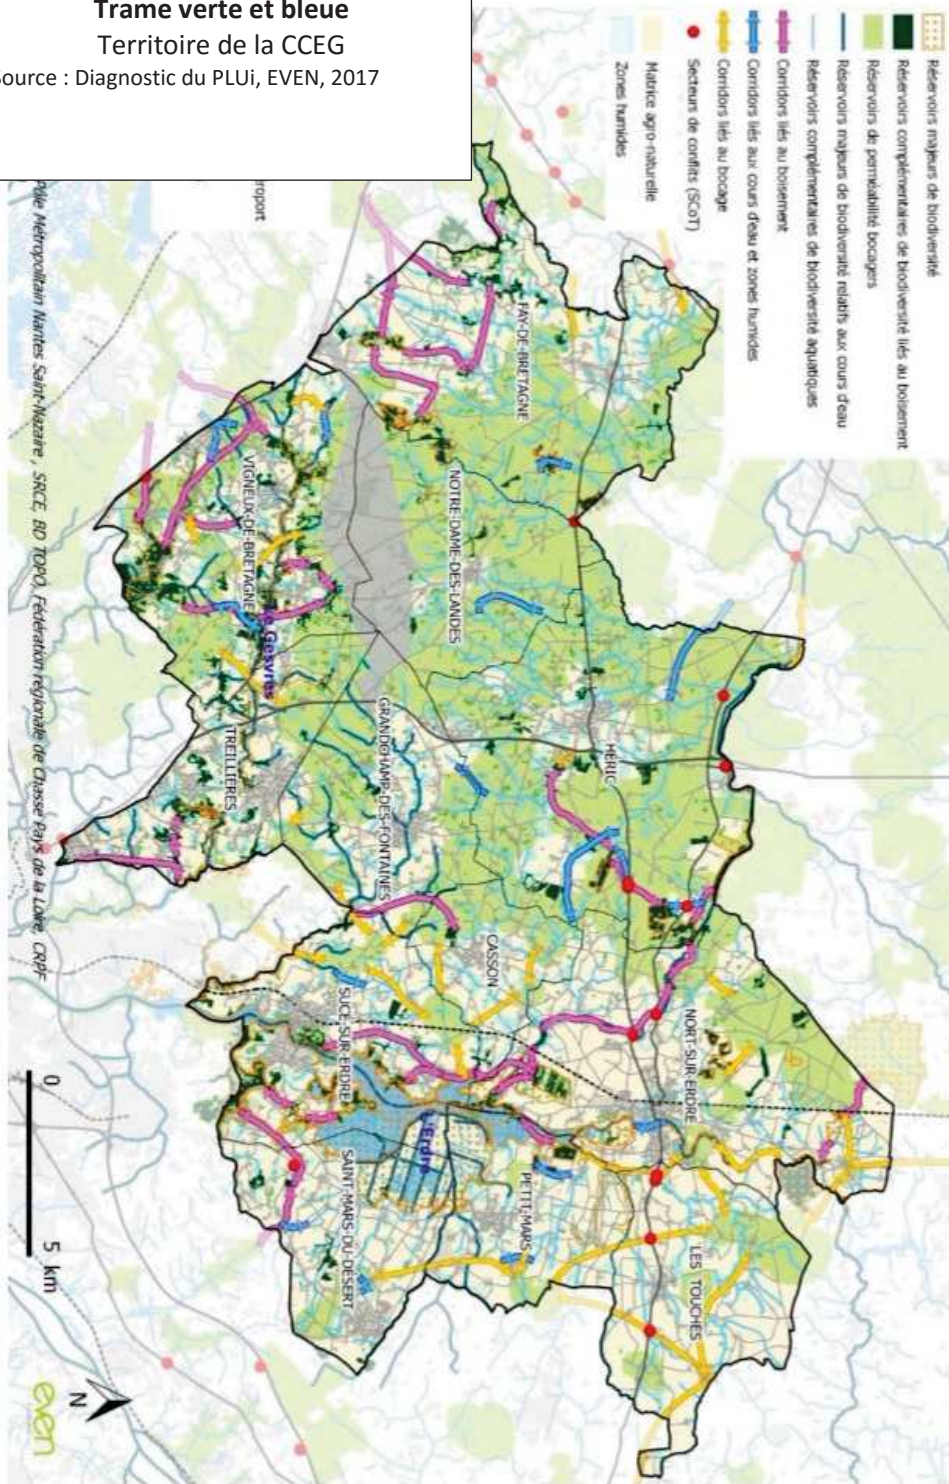 Trame verte et bleue
Territoire de la CCEG
Source : Diagnostic du PLUi, EVEN, 2017
Réservoirs majeurs de biodiversité
Réservoirs complémentaires de biodiversité liés au boisement
Réservoirs de perméabilité bocagers
Réservoirs majeurs de biodiversité relatifs aux cours d'eau
Réservoirs complémentaires de biodiversité aquatiques
Corridors liés au boisement
Corridors liés aux cours d'eau et zones humides
Corridors liés au bocage
Secteurs de conflits (SCoT)
Matrice agro-naturelle
Zones humides
FAY-DE-BRETAGNE
NOTRE-DAME-DES-LANDES
VIGNEUX-DE-BRETAGNE
Gesvres
TREILLIERES
GRANDCHAMP-DES-FONTAINES
HERIC
CASSON
NORT-SUR-ERDRE
SUCE-SUR-ERDRE
l'Erdre
PETIT-MARS
SAINT-MARS-DU-DESERT
LES TOUCHES
0
5 km
N
even
Pôle Métropolitain Nantes Saint-Nazaire, SRCE, BD TOPO, Fédération régionale de Chasse Pays de la Loire, CRPF